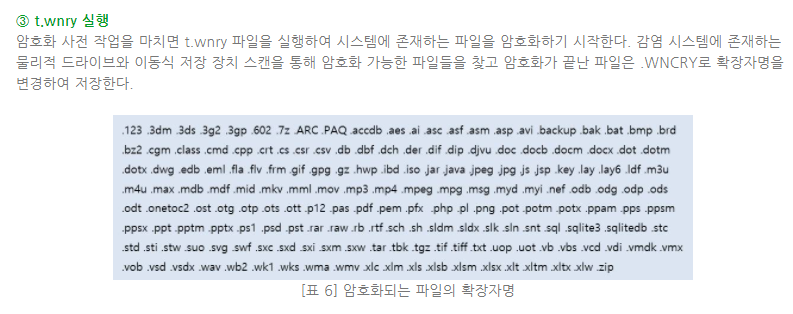 ③ t.wnry 실행
암호화 사전 작업을 마치면 t.wnry 파일을 실행하여 시스템에 존재하는 파일을 암호화하기 시작한다. 감염 시스템에 존재하는
물리적 드라이브와 이동식 저장 장치 스캔을 통해 암호화 가능한 파일들을 찾고 암호화가 끝난 파일은 .WNCRY로 확장자명을
변경하여 저장한다.
.123 .3dm .3ds .3g2 .3gp .602 .7z .ARC .PAQ .accdb .aes .ai .asc .asf .asm .asp .avi .backup .bak .bat .bmp .brd
.bz2 .cgm .class .cmd .cpp .crt .cs .csr .csv .db .dbf .dch .der .dif .dip .djvu .doc .docb .docm .docx .dot .dotm
.dotx .dwg .edb .eml .fla .flv .frm .gif .gpg .gz .hwp .ibd .iso .jar .java .jpeg .jpg .js .jsp .key .lay .lay6 .ldf .m3u
.m4u .max .mdb .mdf .mid .mkv .mml .mov .mp3 .mp4 .mpeg .mpg .msg .myd .myi .nef .odb .odg .odp .ods
.odt .onetoc2 .ost .otg .otp .ots .ott .p12 .pas .pdf .pem .pfx .php .pl .png .pot .potm .potx .ppam .pps .ppsm
.ppsx .ppt .pptm .pptx .ps1 .psd .pst .rar .raw .rb .rtf .sch .sh .sldm .sldx .slk .sln .snt .sql .sqlite3 .sqlitedb .stc
.std .sti .stw .suo .svg .swf .sxc .sxd .sxi .sxm .sxw .tar .tbk .tgz .tif .tiff .txt .uop .uot .vb .vbs .vcd .vdi .vmdk .vmx
.vob .vsd .vsdx .wav .wb2 .wk1 .wks .wma .wmv .xlc .xlm .xls .xlsb .xlsm .xlsx .xlt .xltm .xltx .xlw .zip
[표 6] 암호화되는 파일의 확장자명